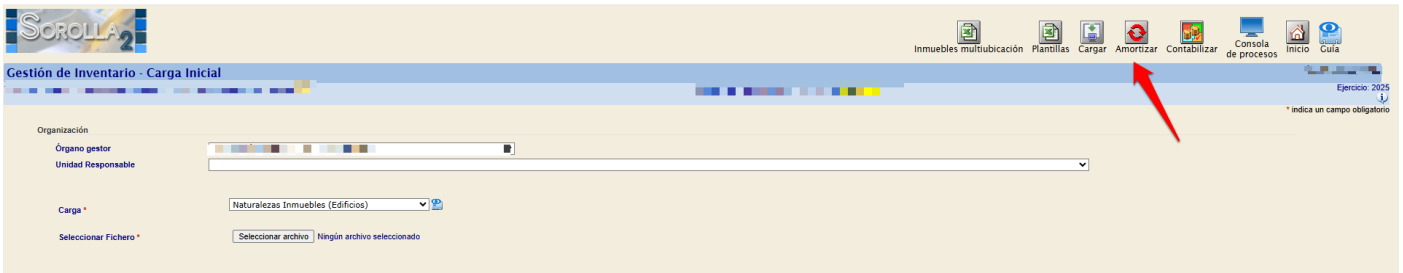 SOROLLA2
Inmuebles multiubicación Plantillas Cargar Amortizar Contabilizar Consola de procesos Inicio Guía
Gestión de Inventario - Carga Inicial
Ejercicio: 2025
* indica un campo obligatorio
Organización
Órgano gestor
Unidad Responsable
Carga * Naturalezas Inmuebles (Edificios)
Seleccionar Fichero * Seleccionar archivo Ningún archivo seleccionado